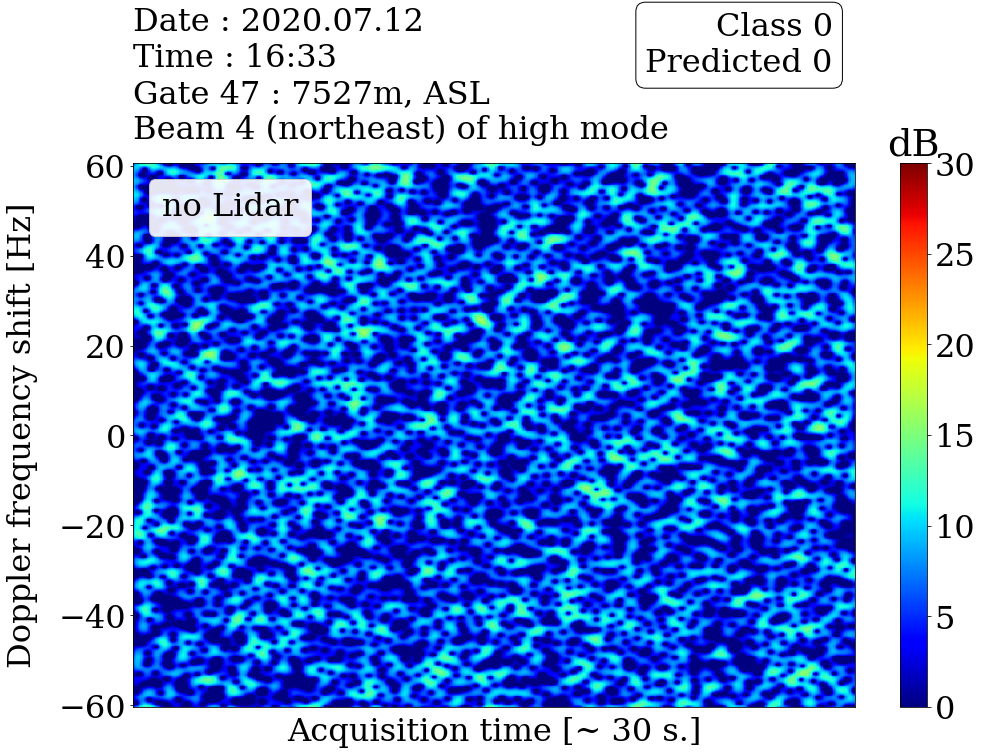 Date : 2020.07.12
Time : 16:33
Gate 47 : 7527m, ASL
Beam 4 (northeast) of high mode
Class 0
Predicted 0
dB
no Lidar
Doppler frequency shift [Hz]
60
40
20
0
−20
−40
−60
Acquisition time [~ 30 s.]
30
25
20
15
10
5
0